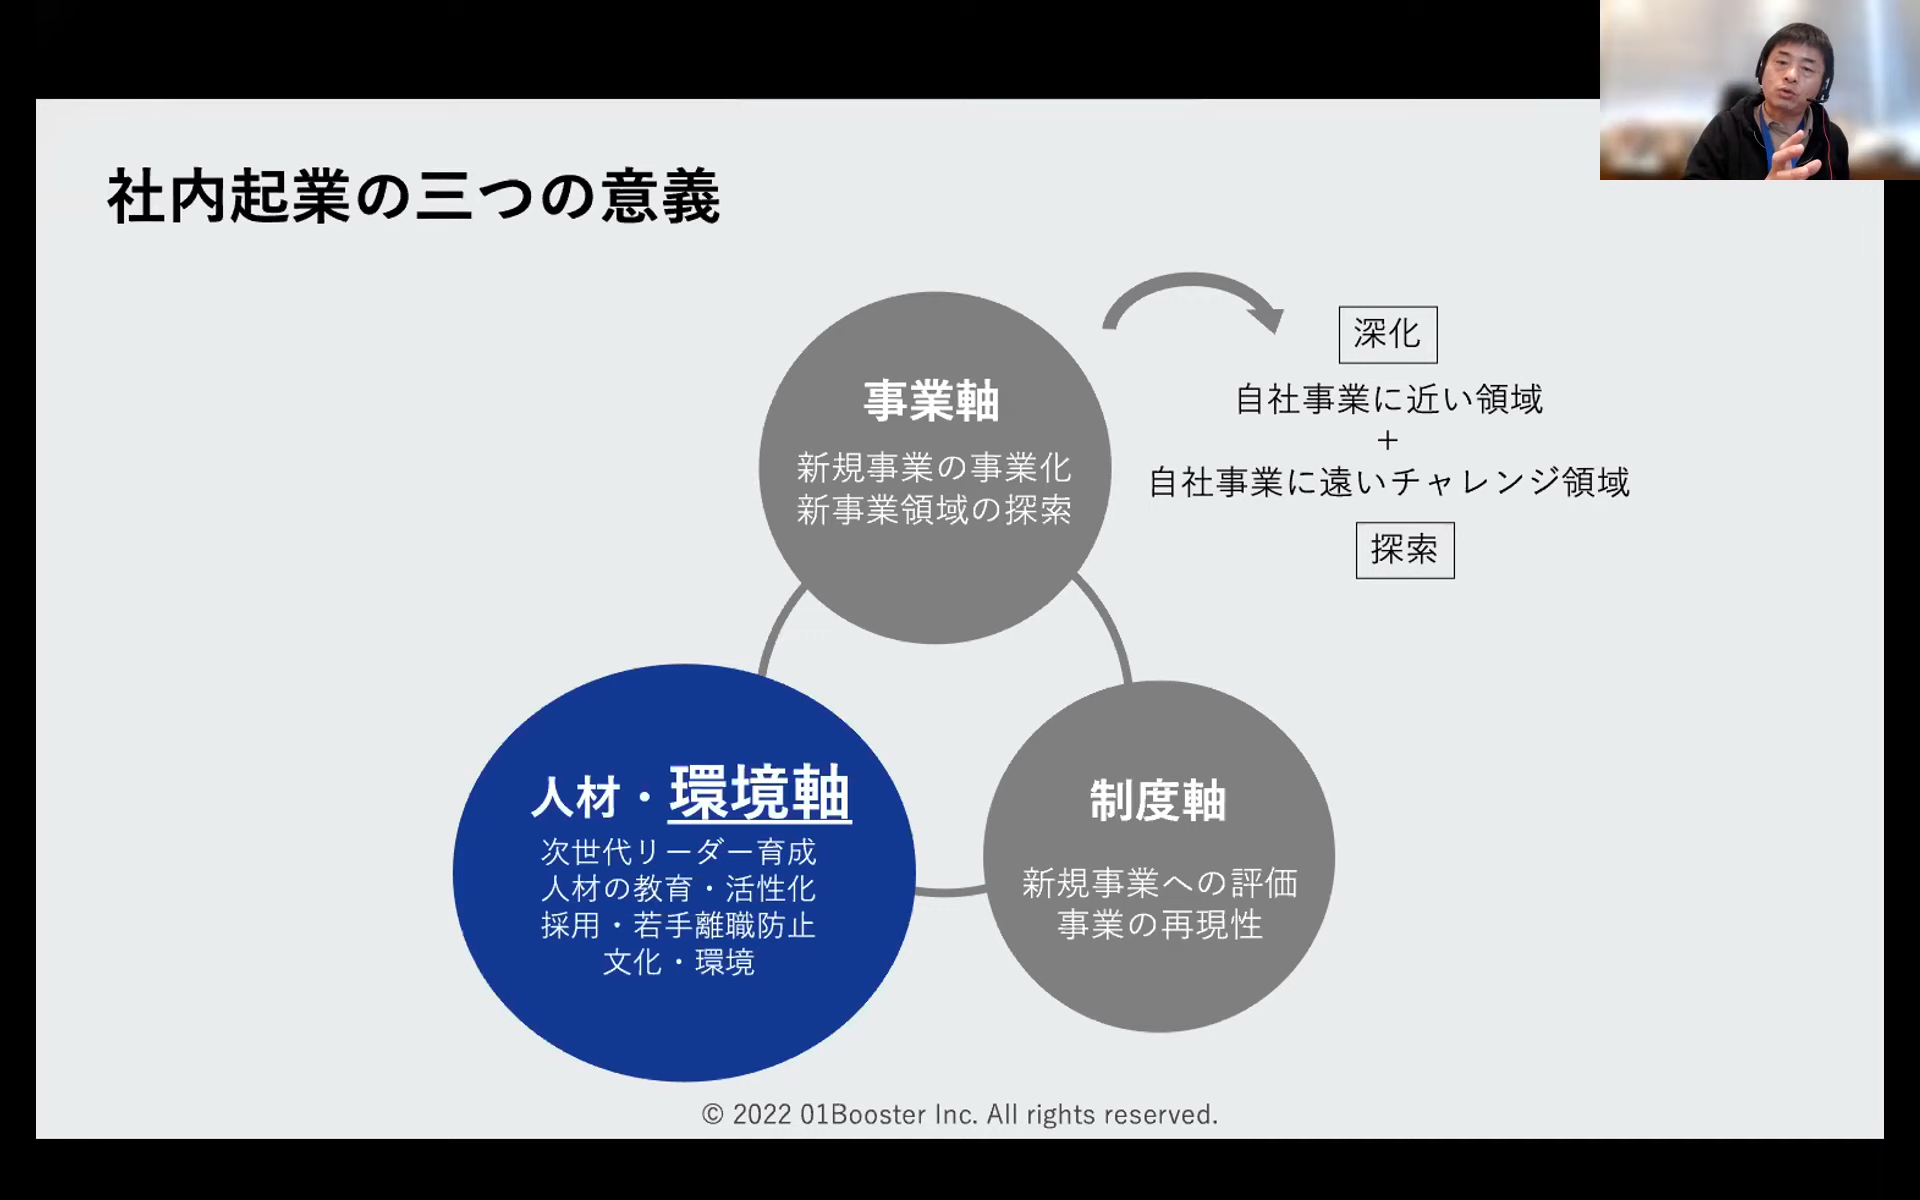 社内起業の三つの意義
事業軸
新規事業の事業化
新事業領域の探索
深化
自社事業に近い領域
+
自社事業に遠いチャレンジ領域
探索
人材・環境軸
次世代リーダー育成
人材の教育・活性化
採用・若手離職防止
文化・環境
制度軸
新規事業への評価
事業の再現性
© 2022 01Booster Inc. All rights reserved.